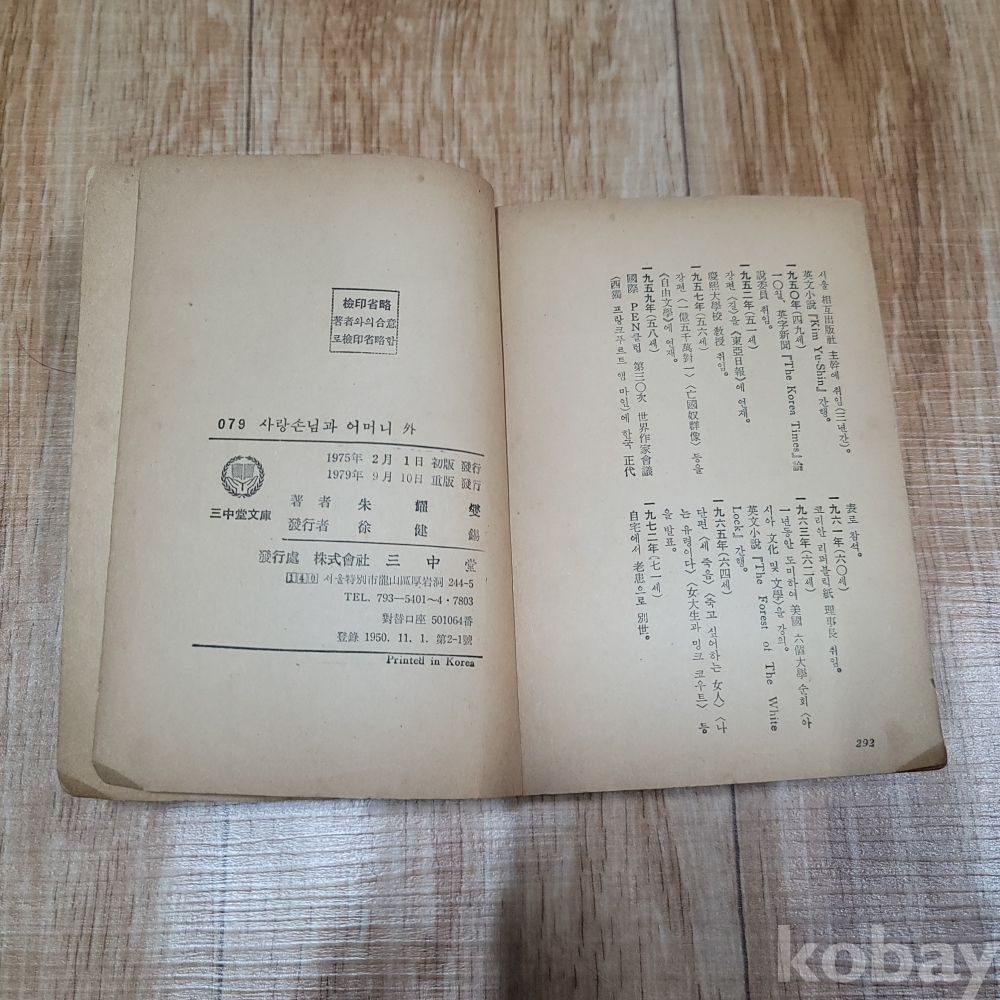 서울 相互出版社 主幹에 취임(三년간)。
英文小說『Kim Yu-Shin』간행。
一九五○年(四九세)
一○일, 英字新聞『The Korea Times』論
說委員 취임。
一九五二年(五一세)
장편〈길〉을《東亞日報》에 연재。
慶熙大學校 敎授 취임。
一九五七年(五六세)
장편〈一億五千萬對一〉〈亡國奴群像〉등을
《自由文學》에 연재。
一九五九年(五八세)
國際 PEN클럽 第三○次 世界作家會議
(西獨 프랑크푸르트 앰 마인)에 한국 正代
表로 참석。
一九六一年(六○세)
코리안 리퍼블릭紙 理事長 취임。
一九六三年(六二세)
一년동안 도미하여 美國 六個大學 순회〈아
시아 文化 및 文學〉을 강의。
英文小說『The Forest of The White
Lock』간행。
一九六五年(六四세)
단편〈세 죽음〉〈죽고 싶어하는 女人〉〈나
는 유령이다〉〈女大生과 밍크 코우트〉등
을 발표。
一九七二年(七一세)
自宅에서 老患으로 別世。
292
檢印省略
著者와의合意
로檢印省略함
079 사랑손님과 어머니 外
1975年 2月 1日 初版 發行
1979年 9月 10日 重版 發行
三中堂文庫
著者 朱耀燮
發行者 徐健錫
發行處 株式會社 三中堂
140 서울特別市龍山區厚岩洞 244-5
TEL. 793-5401~4·7803
對替口座 501064番
登錄 1950. 11. 1. 第2-1號
Printed in Korea
kobay